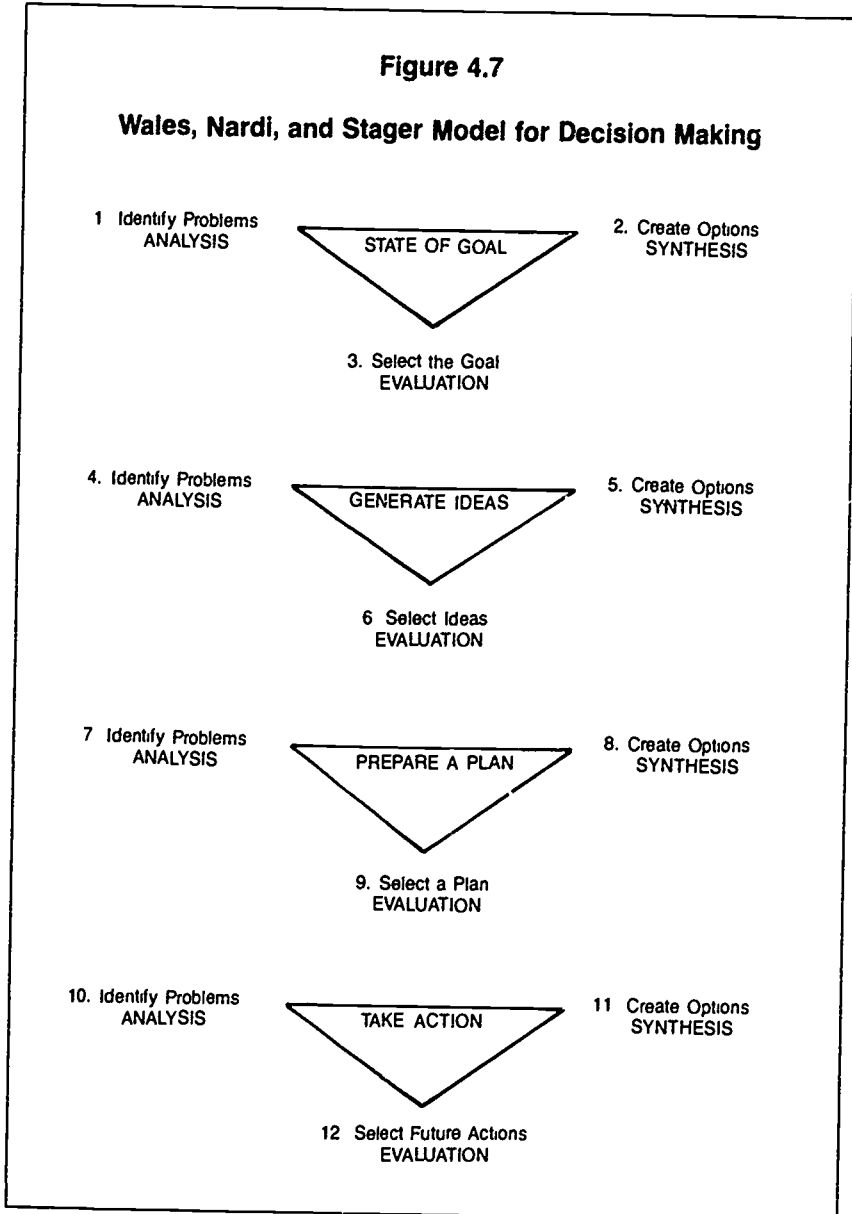 Figure 4.7
Wales, Nardi, and Stager Model for Decision Making
1 Identify Problems
ANALYSIS
STATE OF GOAL
2. Create Options
SYNTHESIS
3. Select the Goal
EVALUATION
4. Identify Problems
ANALYSIS
GENERATE IDEAS
5. Create Options
SYNTHESIS
6 Select Ideas
EVALUATION
7 Identify Problems
ANALYSIS
PREPARE A PLAN
8. Create Options
SYNTHESIS
9. Select a Plan
EVALUATION
10. Identify Problems
ANALYSIS
TAKE ACTION
11 Create Options
SYNTHESIS
12 Select Future Actions
EVALUATION